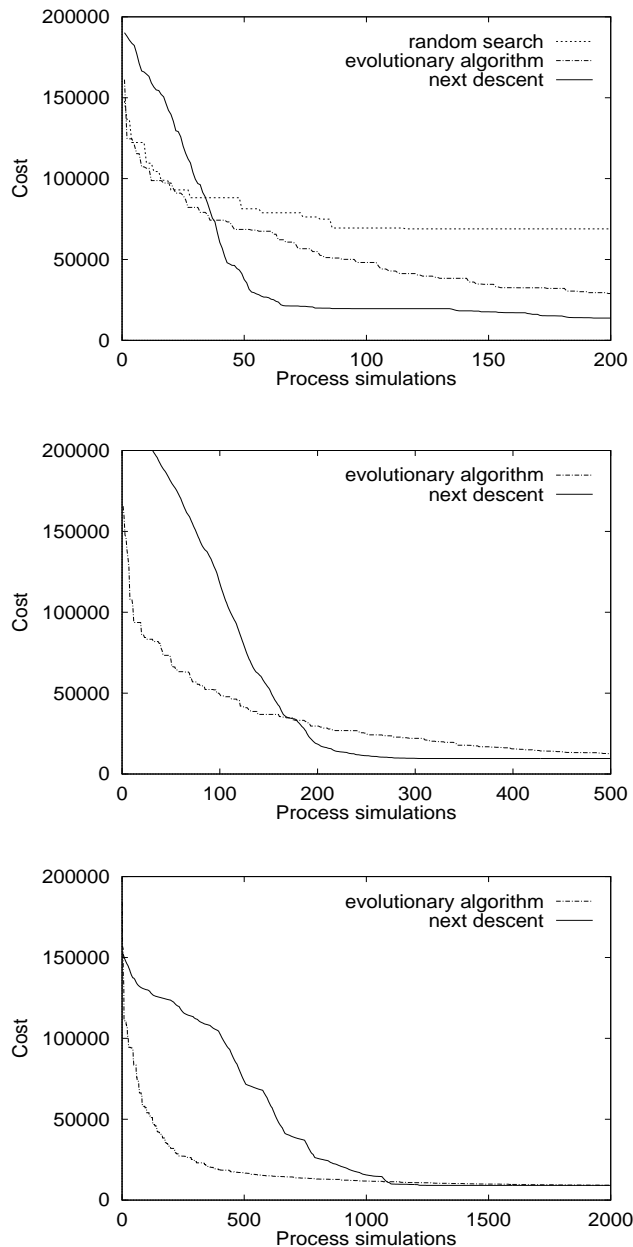 200000
150000
100000
50000
0
Cost
random search
evolutionary algorithm
next descent
0 50 100 150 200
Process simulations
200000
150000
100000
50000
0
Cost
evolutionary algorithm
next descent
0 100 200 300 400 500
Process simulations
200000
150000
100000
50000
0
Cost
evolutionary algorithm
next descent
0 500 1000 1500 2000
Process simulations